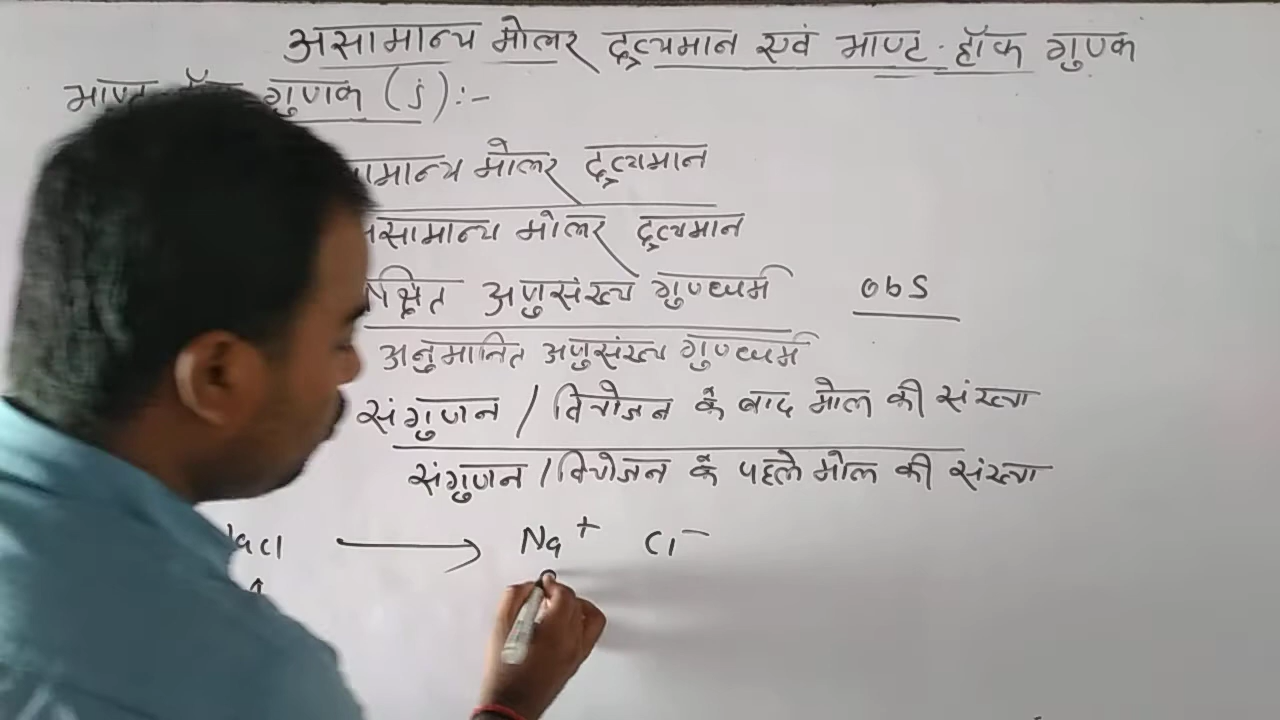 असामान्य मोलर द्रव्यमान एवं भाण्ट हॉफ गुणक
गुणक (i) :-
सामान्य मोलर द्रव्यमान
असामान्य मोलर द्रव्यमान
अणुसंख्य गुणधर्म obs
अनुमानित अणुसंख्य गुणधर्म
संगुणन / वियोजन के बाद मोल की संख्या
संगुणन / वियोजन के पहले मोल की संख्या
NaCl ⟶ Na⁺ Cl⁻